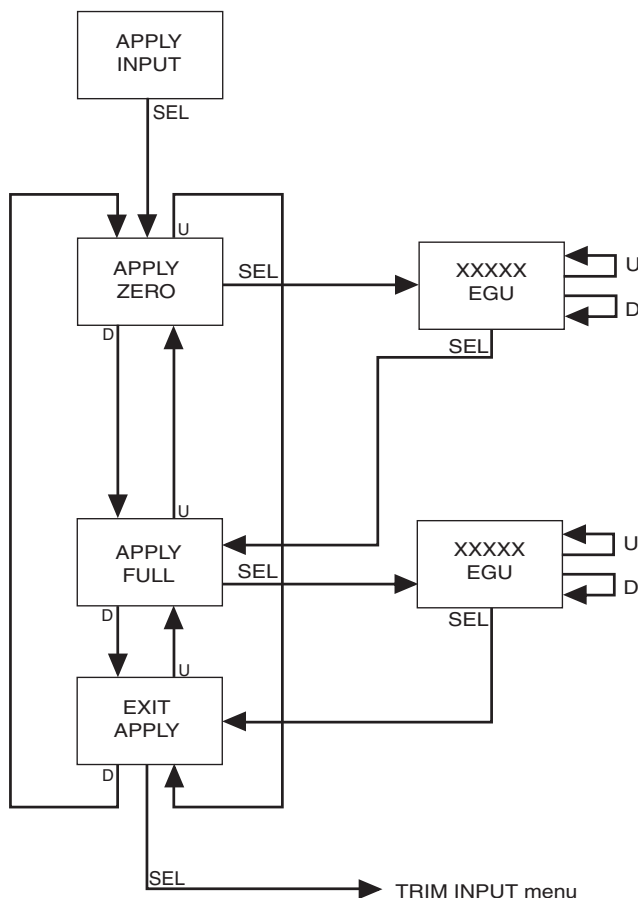 APPLY
INPUT
SEL
U
APPLY
ZERO
SEL
D
XXXXX
EGU
U
D
SEL
U
APPLY
FULL
SEL
D
XXXXX
EGU
U
D
SEL
U
EXIT
APPLY
D
SEL
TRIM INPUT menu